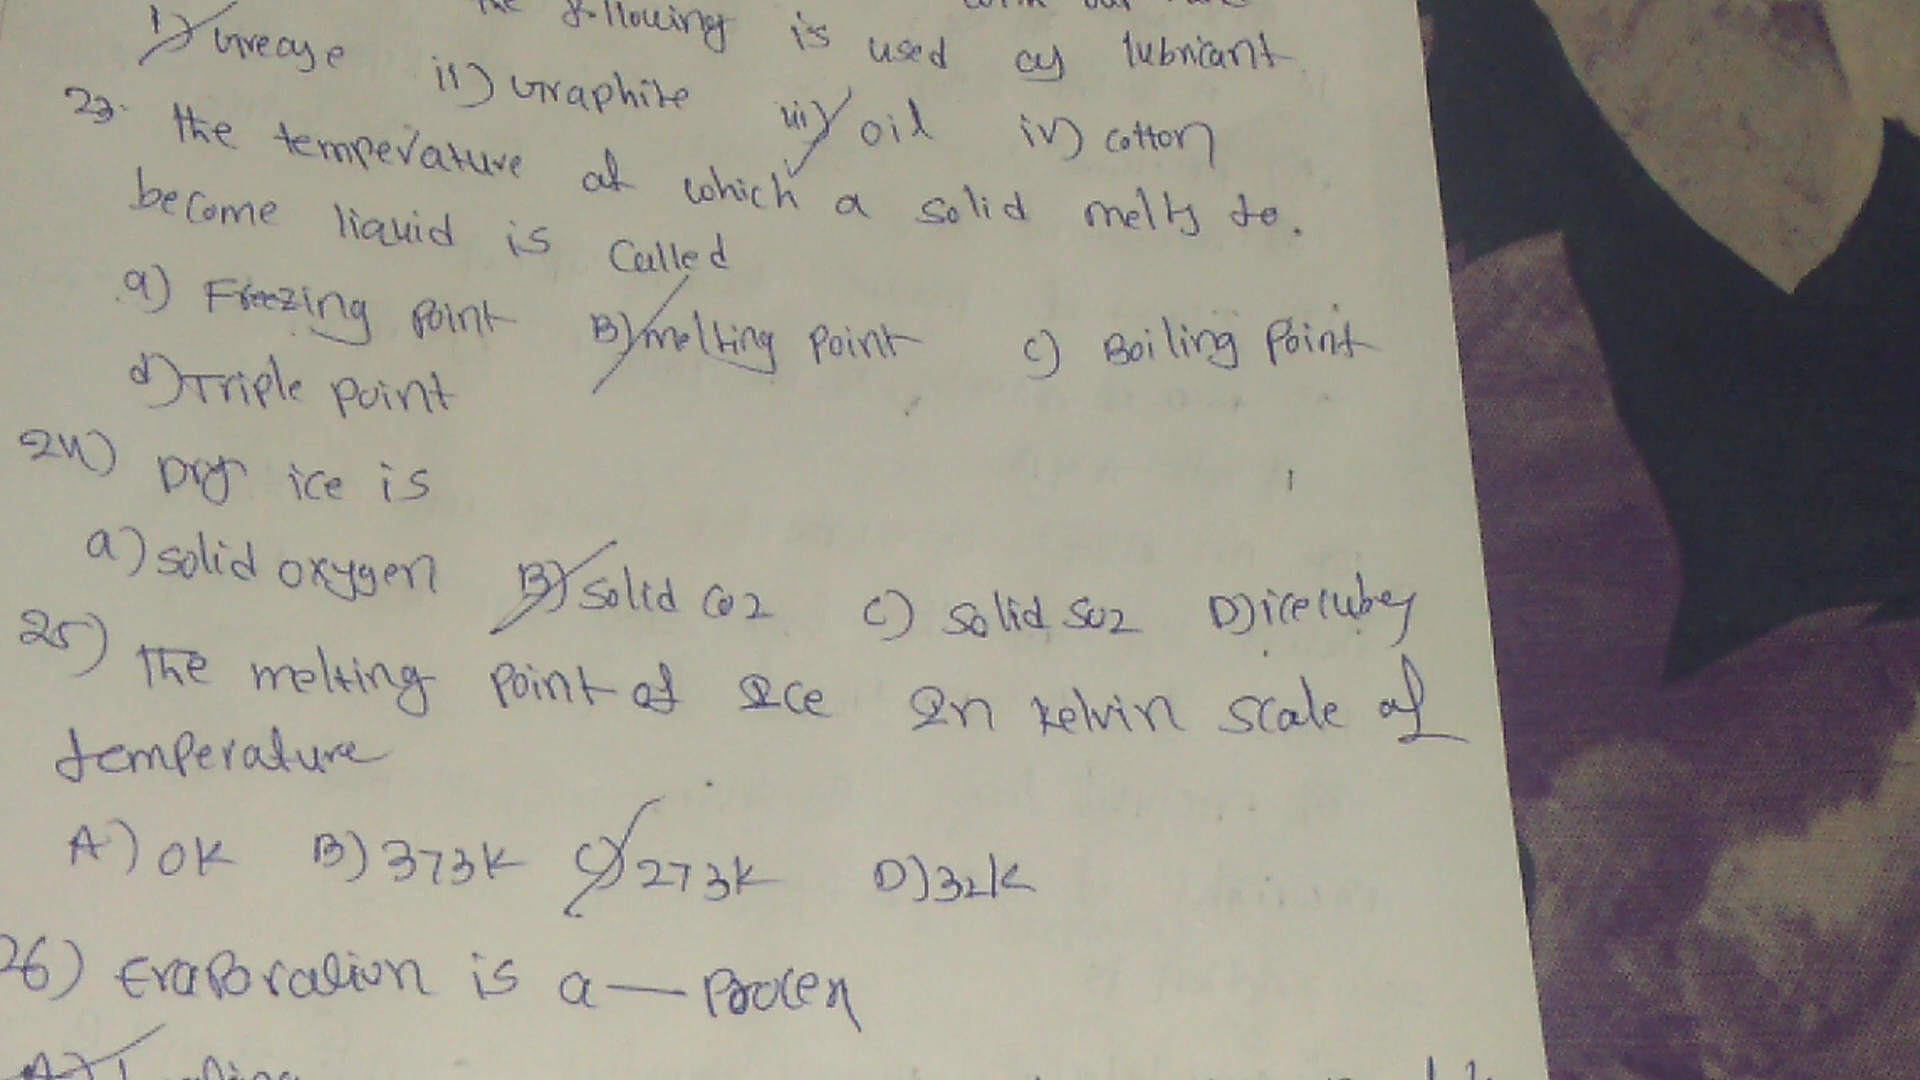 the following is used as lubricant
i) Grease ii) Graphite iii) oil iv) cotton
23. the temperature at which a solid melts to.
become liquid is called
a) Freezing Point B) melting Point c) Boiling Point
d) Triple point
24) Dry ice is
a) solid oxygen B) Solid CO2 C) Solid SO2 D) icecubes
25) The melting Point of Ice In kelvin scale of
temperature
A) 0K B) 373K C) 273K D) 32K
26) Evaporation is a — Process
A)